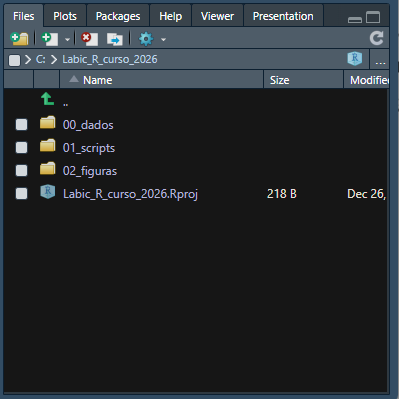 Files Plots Packages Help Viewer Presentation
C: Labic_R_curso_2026 R ...
Name Size Modified
..
00_dados
01_scripts
02_figuras
R Labic_R_curso_2026.Rproj 218 B Dec 26,